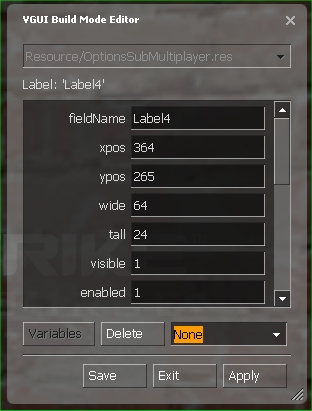 VGUI Build Mode Editor
Resource/OptionsSubMultiplayer.res
Label: 'Label4'
fieldName Label4
xpos 364
ypos 265
wide 64
tall 24
visible 1
enabled 1
Variables Delete None
Save Exit Apply